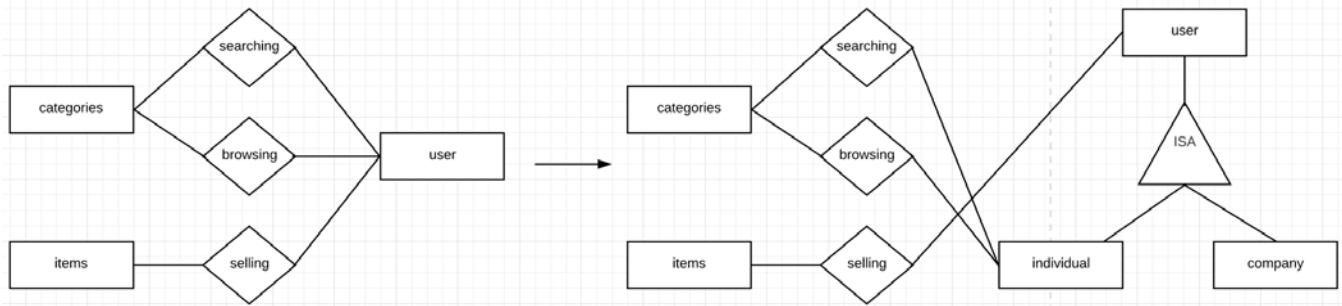 searching
categories
browsing
user
items
selling
searching
user
categories
browsing
ISA
items
selling
individual
company